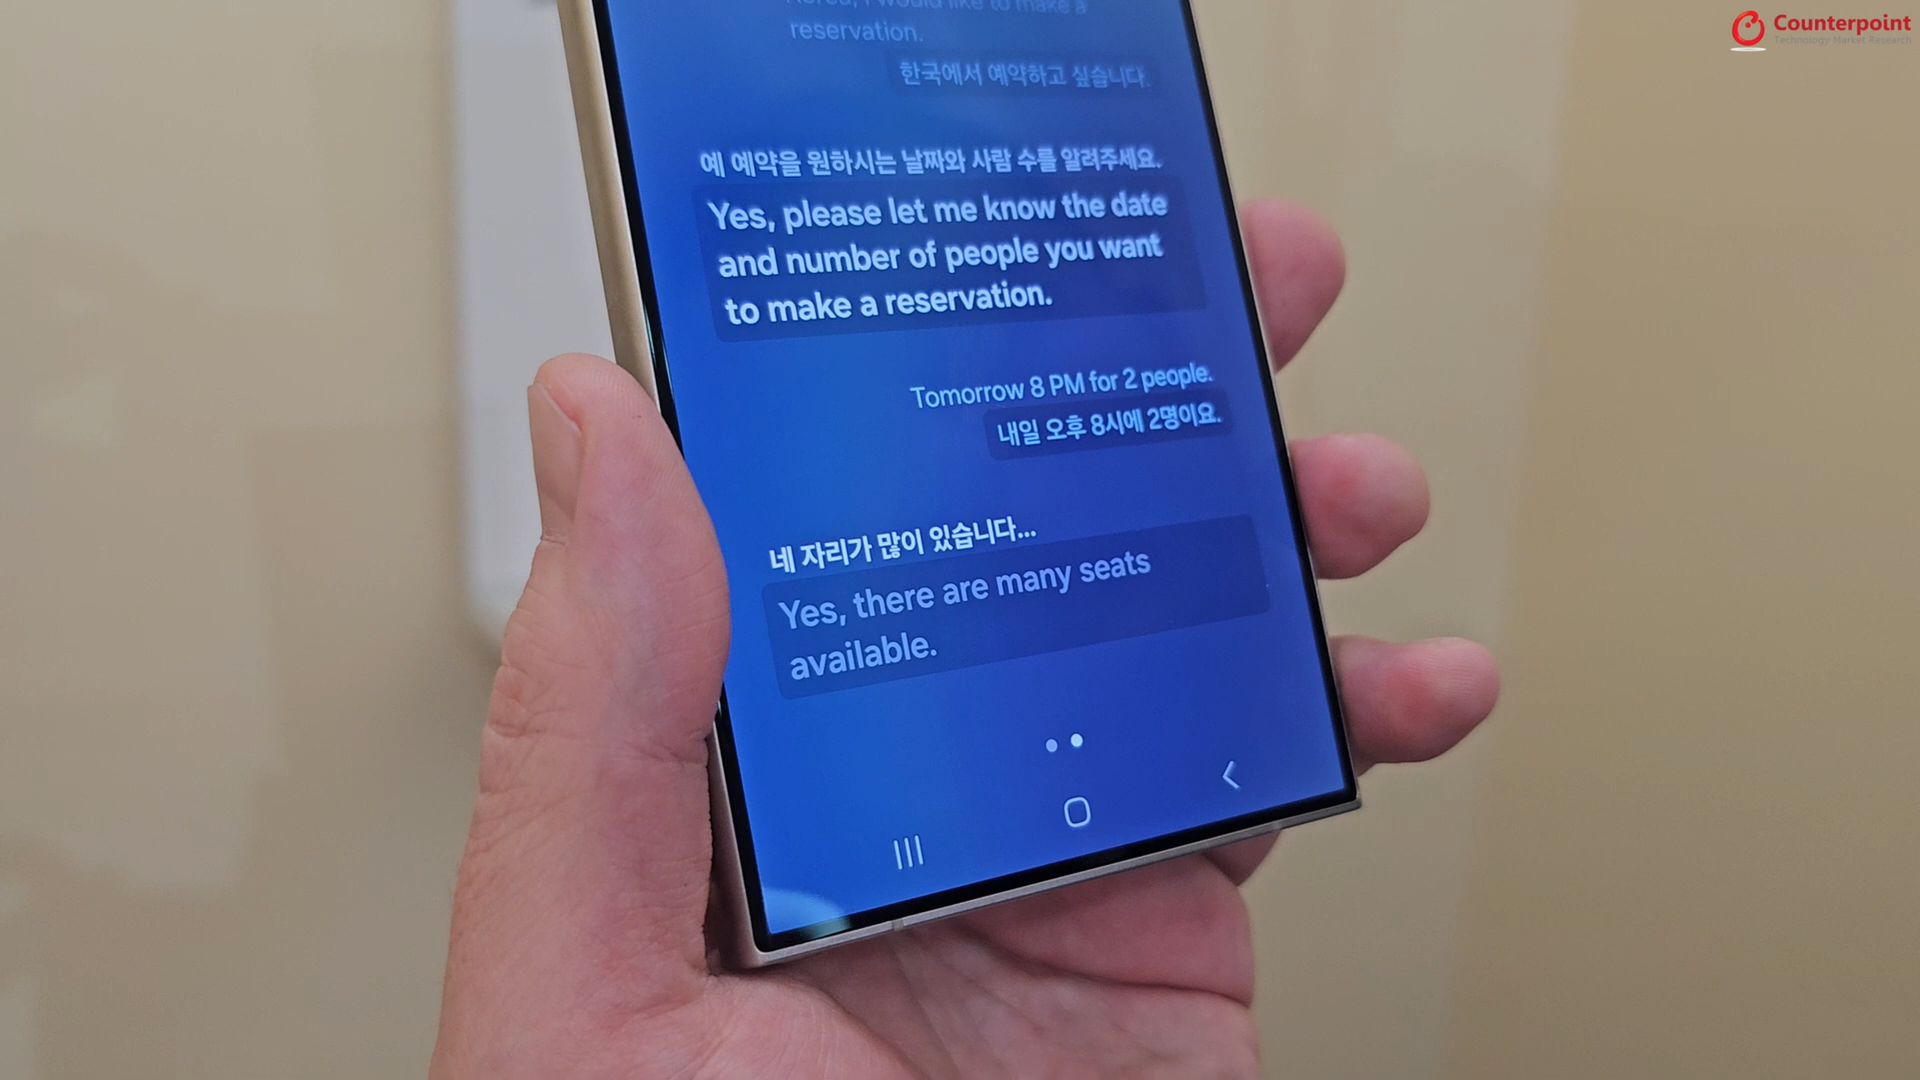 Korea, I would like to make a
reservation.
한국에서 예약하고 싶습니다.
예 예약을 원하시는 날짜와 사람 수를 알려주세요.
Yes, please let me know the date
and number of people you want
to make a reservation.
Tomorrow 8 PM for 2 people.
내일 오후 8시에 2명이요.
네 자리가 많이 있습니다...
Yes, there are many seats
available.
Counterpoint
Technology Market Research